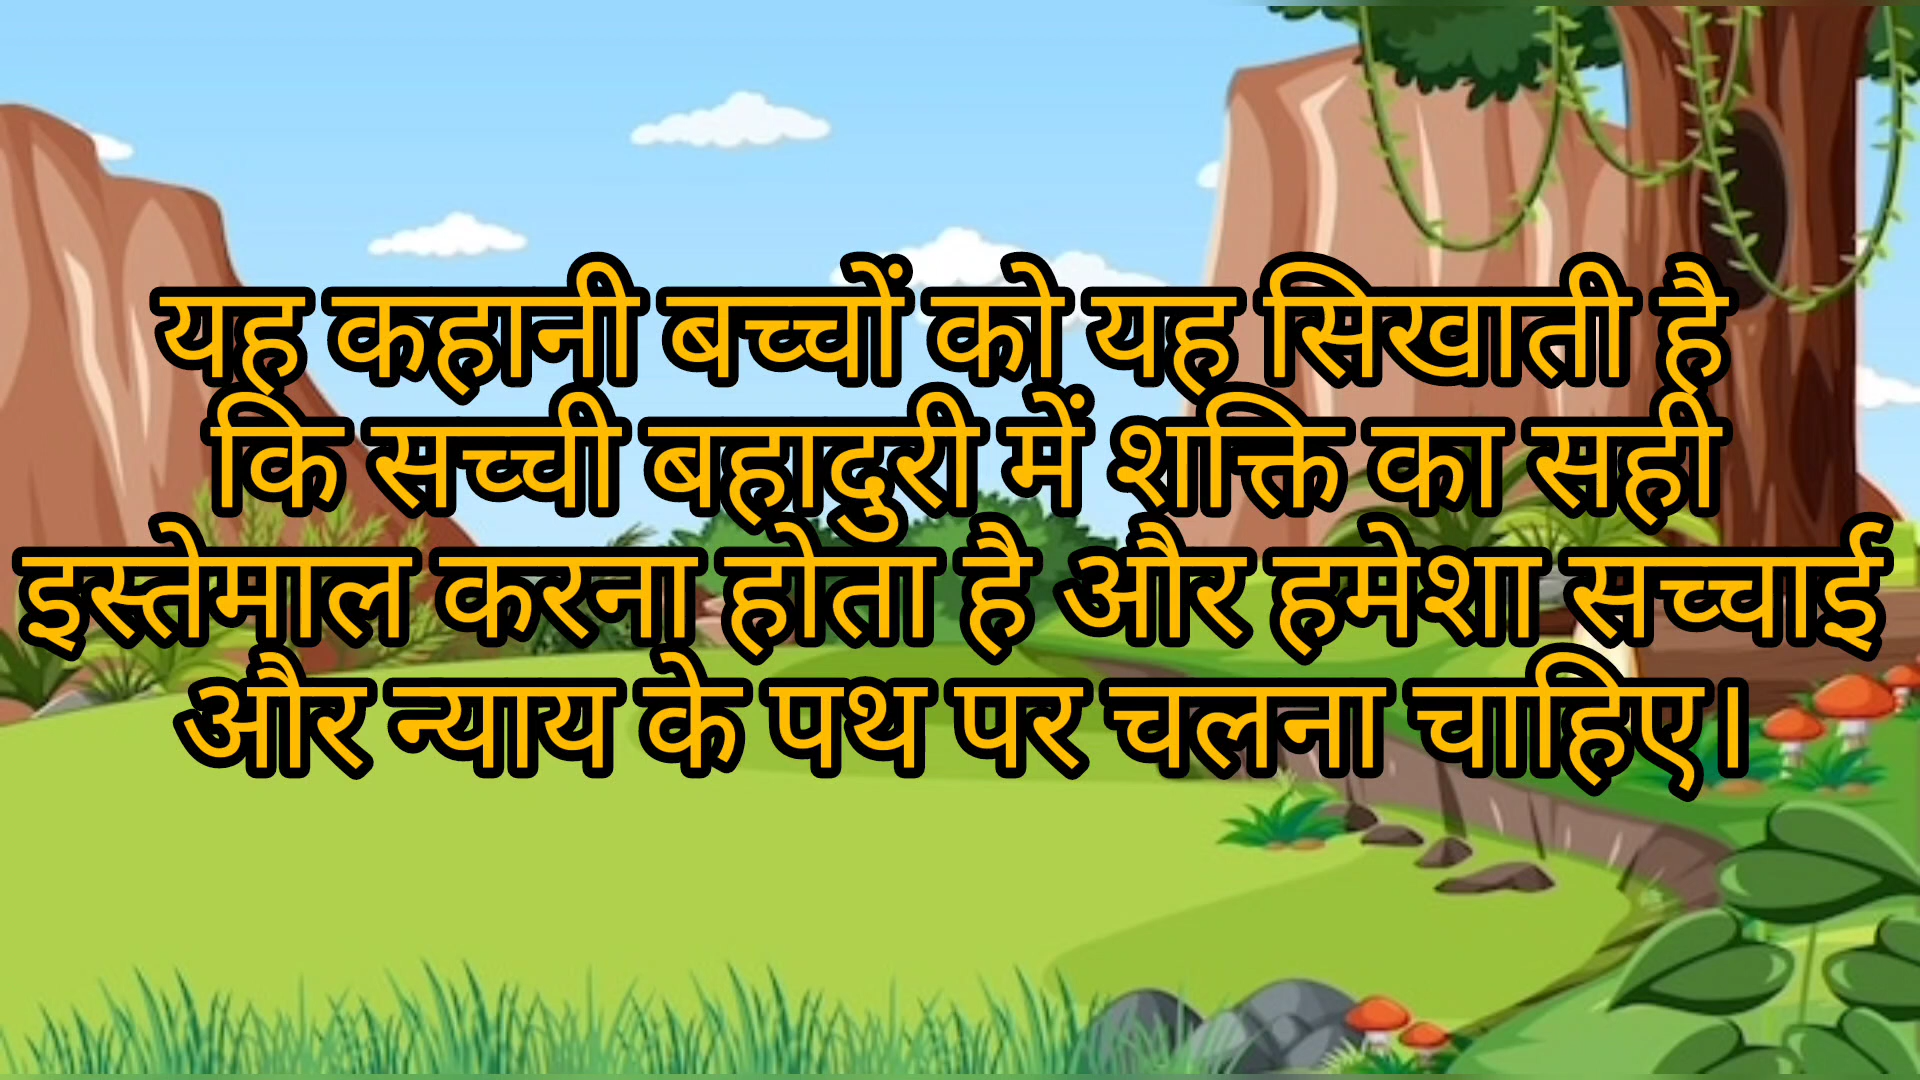 यह कहानी बच्चों को यह सिखाती है
कि सच्ची बहादुरी में शक्ति का सही
इस्तेमाल करना होता है और हमेशा सच्चाई
और न्याय के पथ पर चलना चाहिए।